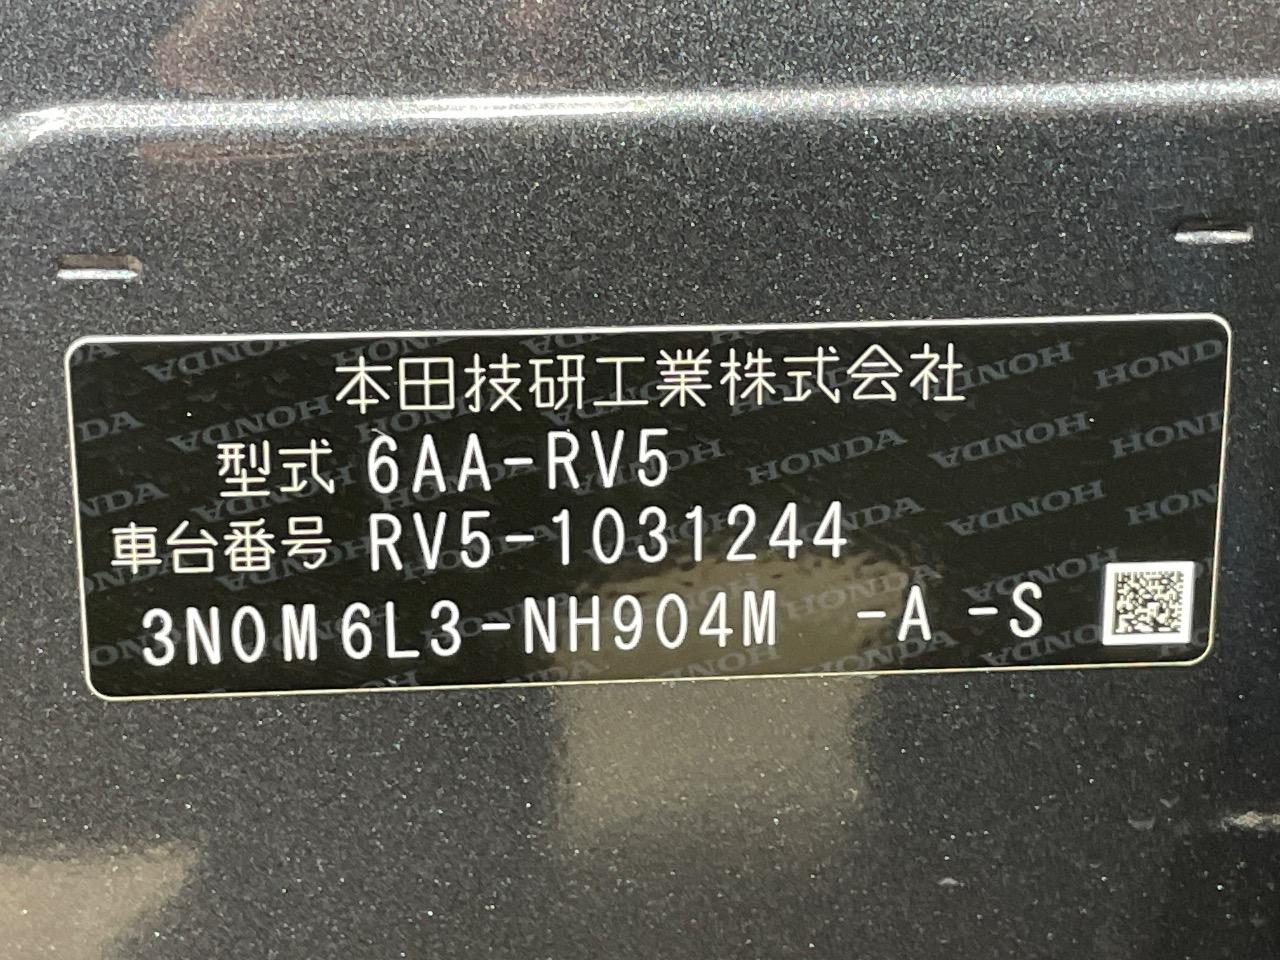 本田技研工業株式会社
型式 6AA-RV5
車台番号 RV5-1031244
3N0M6L3-NH904M -A -S